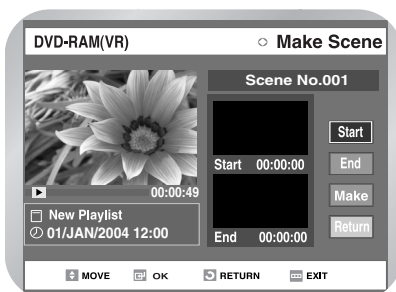 DVD-RAM(VR)
Make Scene
Scene No.001
00:00:49
New Playlist
01/JAN/2004 12:00
Start 00:00:00
End 00:00:00
Start
End
Make
Return
MOVE OK RETURN EXIT